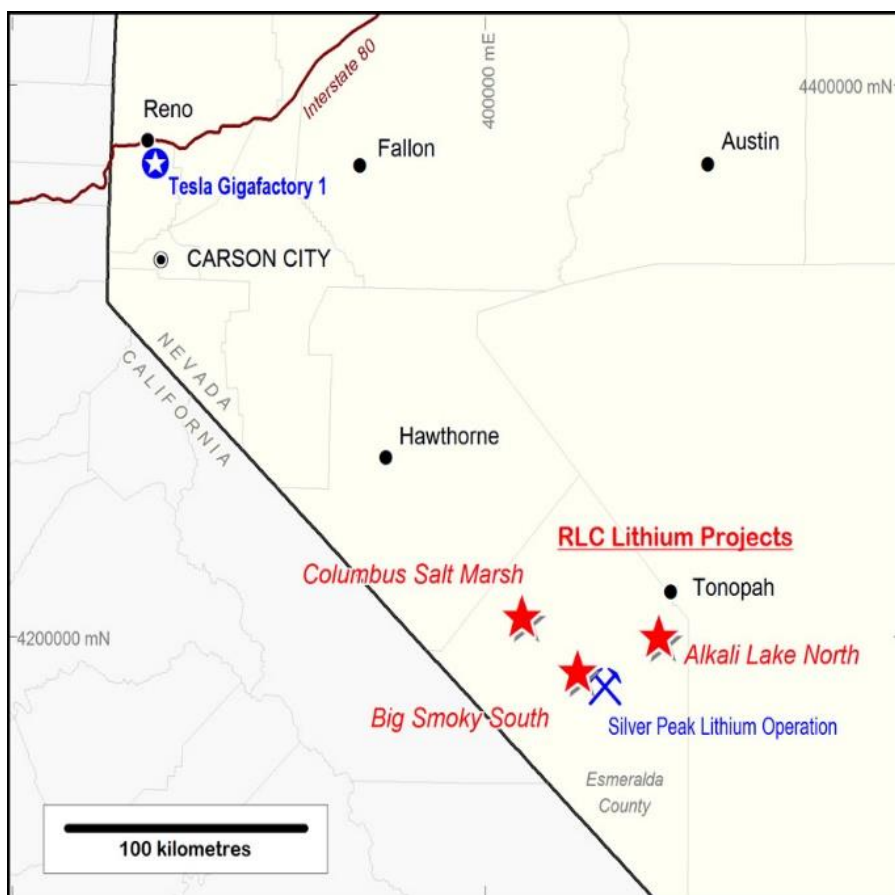 400000 mE
4400000 mN
Interstate 80
Reno
Fallon
Austin
Tesla Gigafactory 1
CARSON CITY
NEVADA
CALIFORNIA
Hawthorne
RLC Lithium Projects
Columbus Salt Marsh
Tonopah
4200000 mN
Alkali Lake North
Big Smoky South
Silver Peak Lithium Operation
Esmeralda
County
100 kilometres